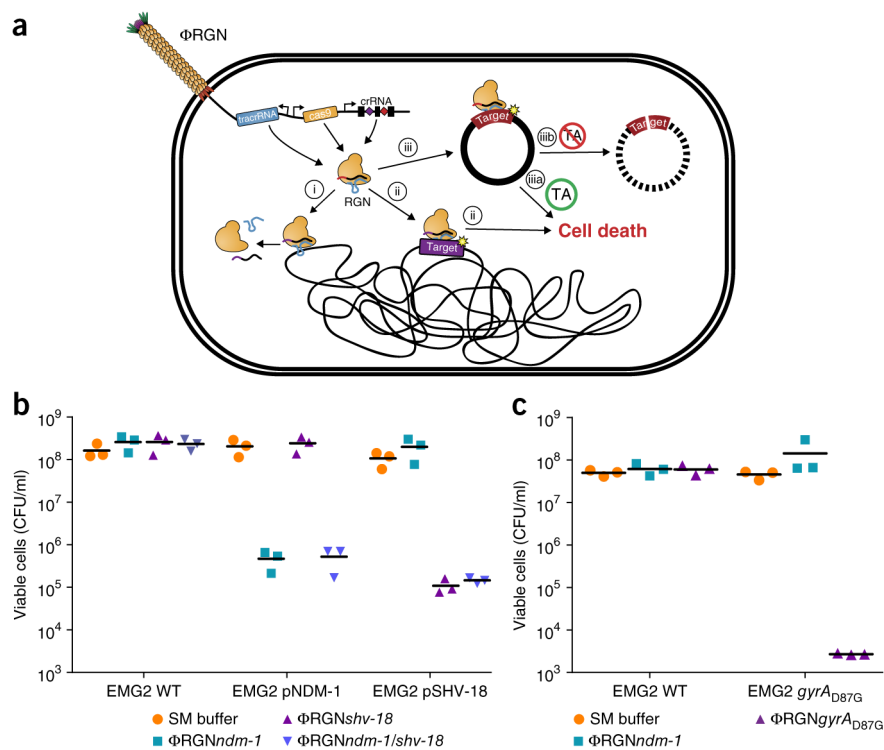 a
ΦRGN
tracrRNA
cas9
crRNA
RGN
i
ii
iii
Target
Target
ii
iiia
TA
iiib
TA
Target
Cell death
b
Viable cells (CFU/ml)
10⁹
10⁸
10⁷
10⁶
10⁵
10⁴
10³
EMG2 WT
EMG2 pNDM-1
EMG2 pSHV-18
SM buffer
ΦRGNndm-1
ΦRGNshv-18
ΦRGNndm-1/shv-18
c
Viable cells (CFU/ml)
10⁹
10⁸
10⁷
10⁶
10⁵
10⁴
10³
EMG2 WT
EMG2 gyrA_D87G
SM buffer
ΦRGNndm-1
ΦRGNgyrA_D87G